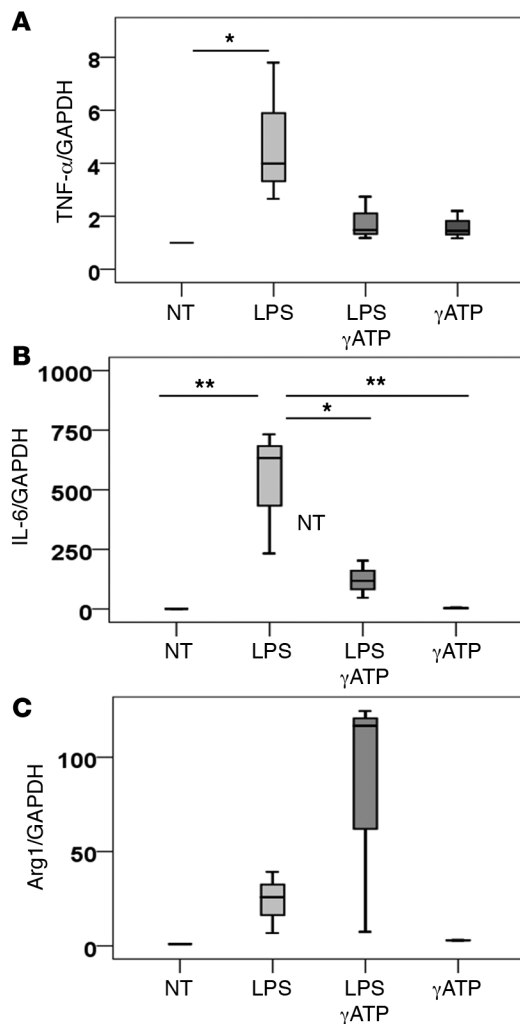 A
*
8
6
4
2
0
TNF-α/GAPDH
NT LPS LPS γATP
γATP
B
1000
** **
*
750
500
NT
250
0
IL-6/GAPDH
NT LPS LPS γATP
γATP
C
100
50
0
Arg1/GAPDH
NT LPS LPS γATP
γATP